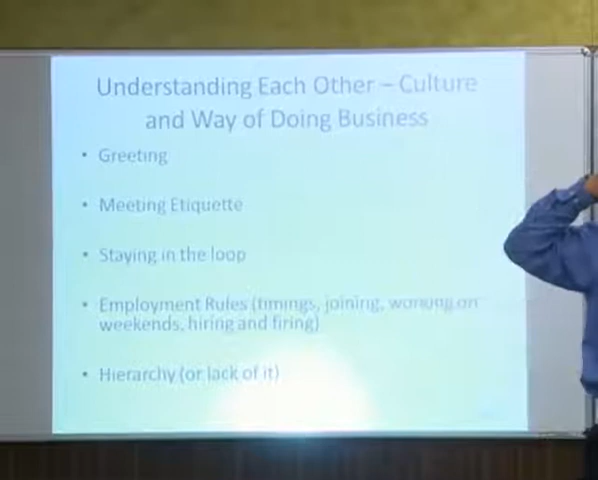 Understanding Each Other – Culture
and Way of Doing Business
• Greeting
• Meeting Etiquette
• Staying in the loop
• Employment Rules (timings, joining, working on
weekends, hiring and firing)
• Hierarchy (or lack of it)